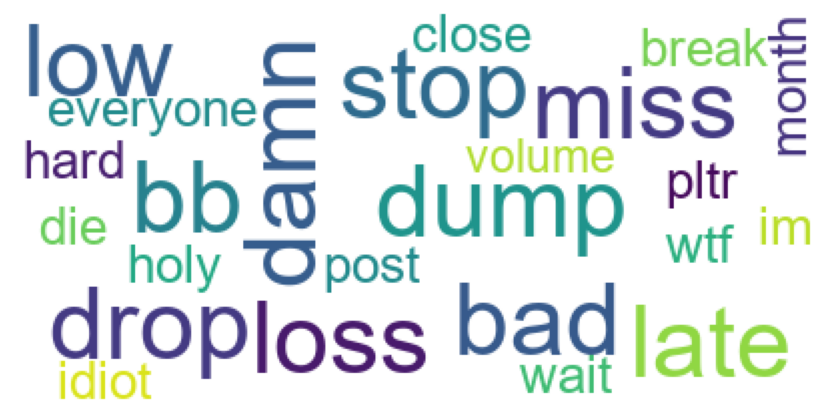 low
everyone
damn
stop
close
miss
break
month
hard
bb
volume
dump
pltr
die
holy
post
wtf
im
drop
loss
bad
late
idiot
wait